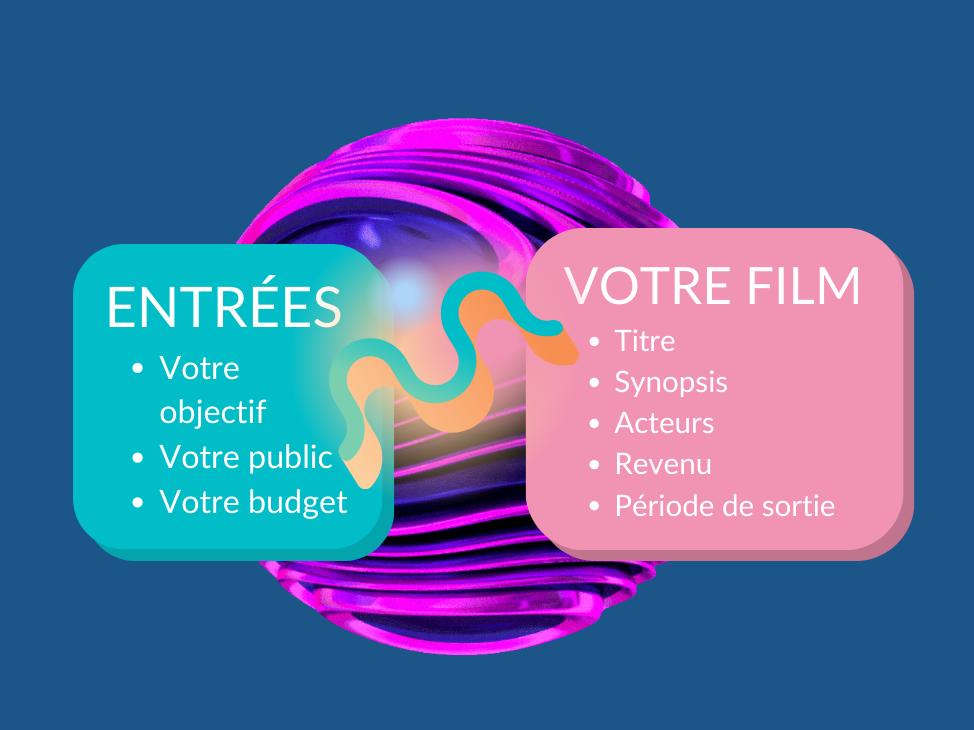 ENTRÉES
• Votre
objectif
• Votre public
• Votre budget
VOTRE FILM
• Titre
• Synopsis
• Acteurs
• Revenu
• Période de sortie